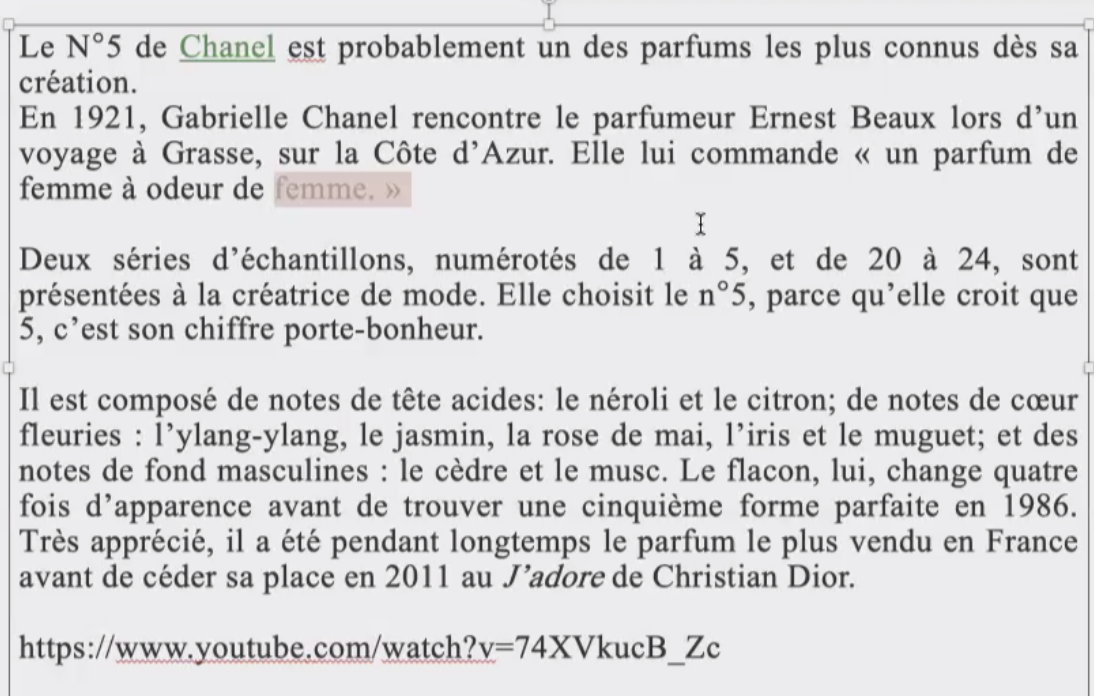 Le N°5 de Chanel est probablement un des parfums les plus connus dès sa
création.
En 1921, Gabrielle Chanel rencontre le parfumeur Ernest Beaux lors d’un
voyage à Grasse, sur la Côte d’Azur. Elle lui commande « un parfum de
femme à odeur de femme. »
Deux séries d’échantillons, numérotés de 1 à 5, et de 20 à 24, sont
présentées à la créatrice de mode. Elle choisit le n°5, parce qu’elle croit que
5, c’est son chiffre porte-bonheur.
Il est composé de notes de tête acides: le néroli et le citron; de notes de cœur
fleuries : l’ylang-ylang, le jasmin, la rose de mai, l’iris et le muguet; et des
notes de fond masculines : le cèdre et le musc. Le flacon, lui, change quatre
fois d’apparence avant de trouver une cinquième forme parfaite en 1986.
Très apprécié, il a été pendant longtemps le parfum le plus vendu en France
avant de céder sa place en 2011 au J’adore de Christian Dior.
https://www.youtube.com/watch?v=74XVkucB_Zc